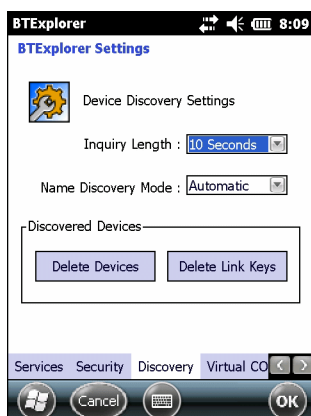 BTExplorer 8:09
BTExplorer Settings
Device Discovery Settings
Inquiry Length : 10 Seconds
Name Discovery Mode : Automatic
Discovered Devices
Delete Devices Delete Link Keys
Services Security Discovery Virtual CO
Cancel OK